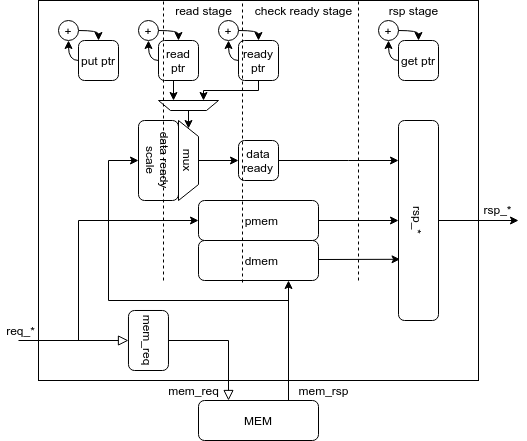 read stage
check ready stage
rsp stage
+
+
+
+
put ptr
read
ptr
ready
ptr
get ptr
data ready
scale
mux
data
ready
rsp_*
pmem
dmem
rsp_*
req_*
mem_req
mem_req
mem_rsp
MEM